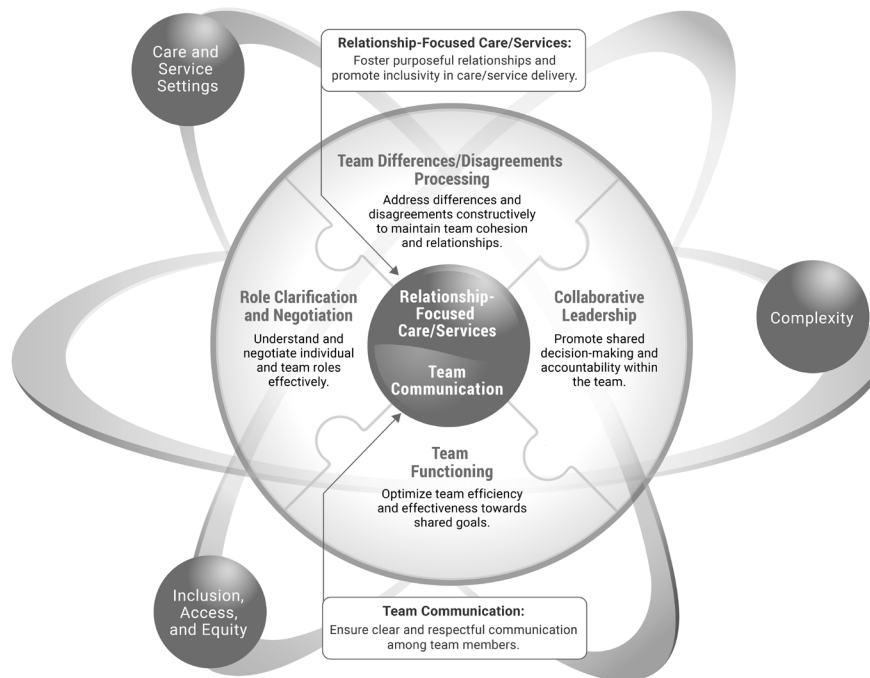 Care and
Service
Settings
Relationship-Focused Care/Services:
Foster purposeful relationships and
promote inclusivity in care/service delivery.
Team Differences/Disagreements
Processing
Address differences and
disagreements constructively
to maintain team cohesion
and relationships.
Role Clarification
and Negotiation
Understand and
negotiate individual
and team roles
effectively.
Relationship-
Focused
Care/Services
Team
Communication
Collaborative
Leadership
Promote shared
decision-making and
accountability within
the team.
Complexity
Team
Functioning
Optimize team efficiency
and effectiveness towards
shared goals.
Inclusion,
Access,
and Equity
Team Communication:
Ensure clear and respectful communication
among team members.